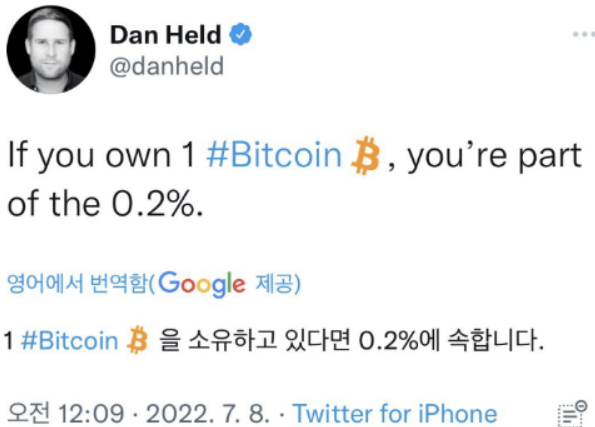 Dan Held
@danheld
If you own 1 #Bitcoin ₿, you're part
of the 0.2%.
영어에서 번역함(Google 제공)
1 #Bitcoin ₿ 을 소유하고 있다면 0.2%에 속합니다.
오전 12:09 · 2022. 7. 8. · Twitter for iPhone